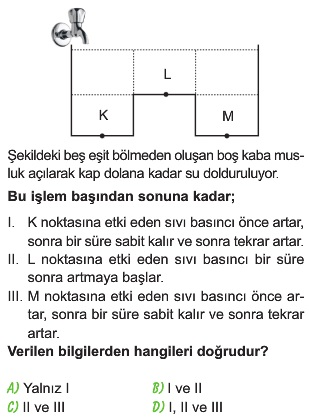 L
K
M
Şekildeki beş eşit bölmeden oluşan boş kaba mus-
luk açılarak kap dolana kadar su dolduruluyor.
Bu işlem başından sonuna kadar;
I. K noktasına etki eden sıvı basıncı önce artar,
sonra bir süre sabit kalır ve sonra tekrar artar.
II. L noktasına etki eden sıvı basıncı bir süre
sonra artmaya başlar.
III. M noktasına etki eden sıvı basıncı önce ar-
tar, sonra bir süre sabit kalır ve sonra tekrar
artar.
Verilen bilgilerden hangileri doğrudur?
A) Yalnız I B) I ve II
C) II ve III D) I, II ve III